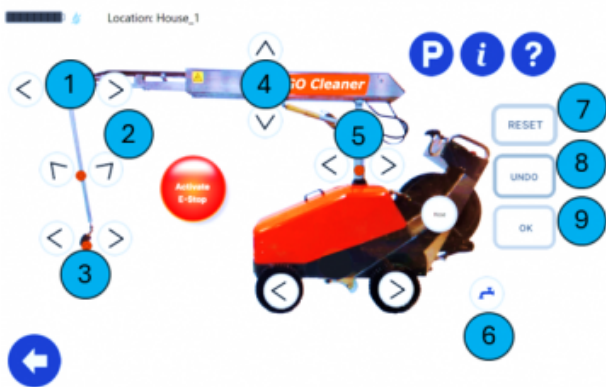 Location: House_1
P i ?
1
4
GO Cleaner
7
RESET
2
5
8
UNDO
Activate
E-Stop
9
OK
3
6